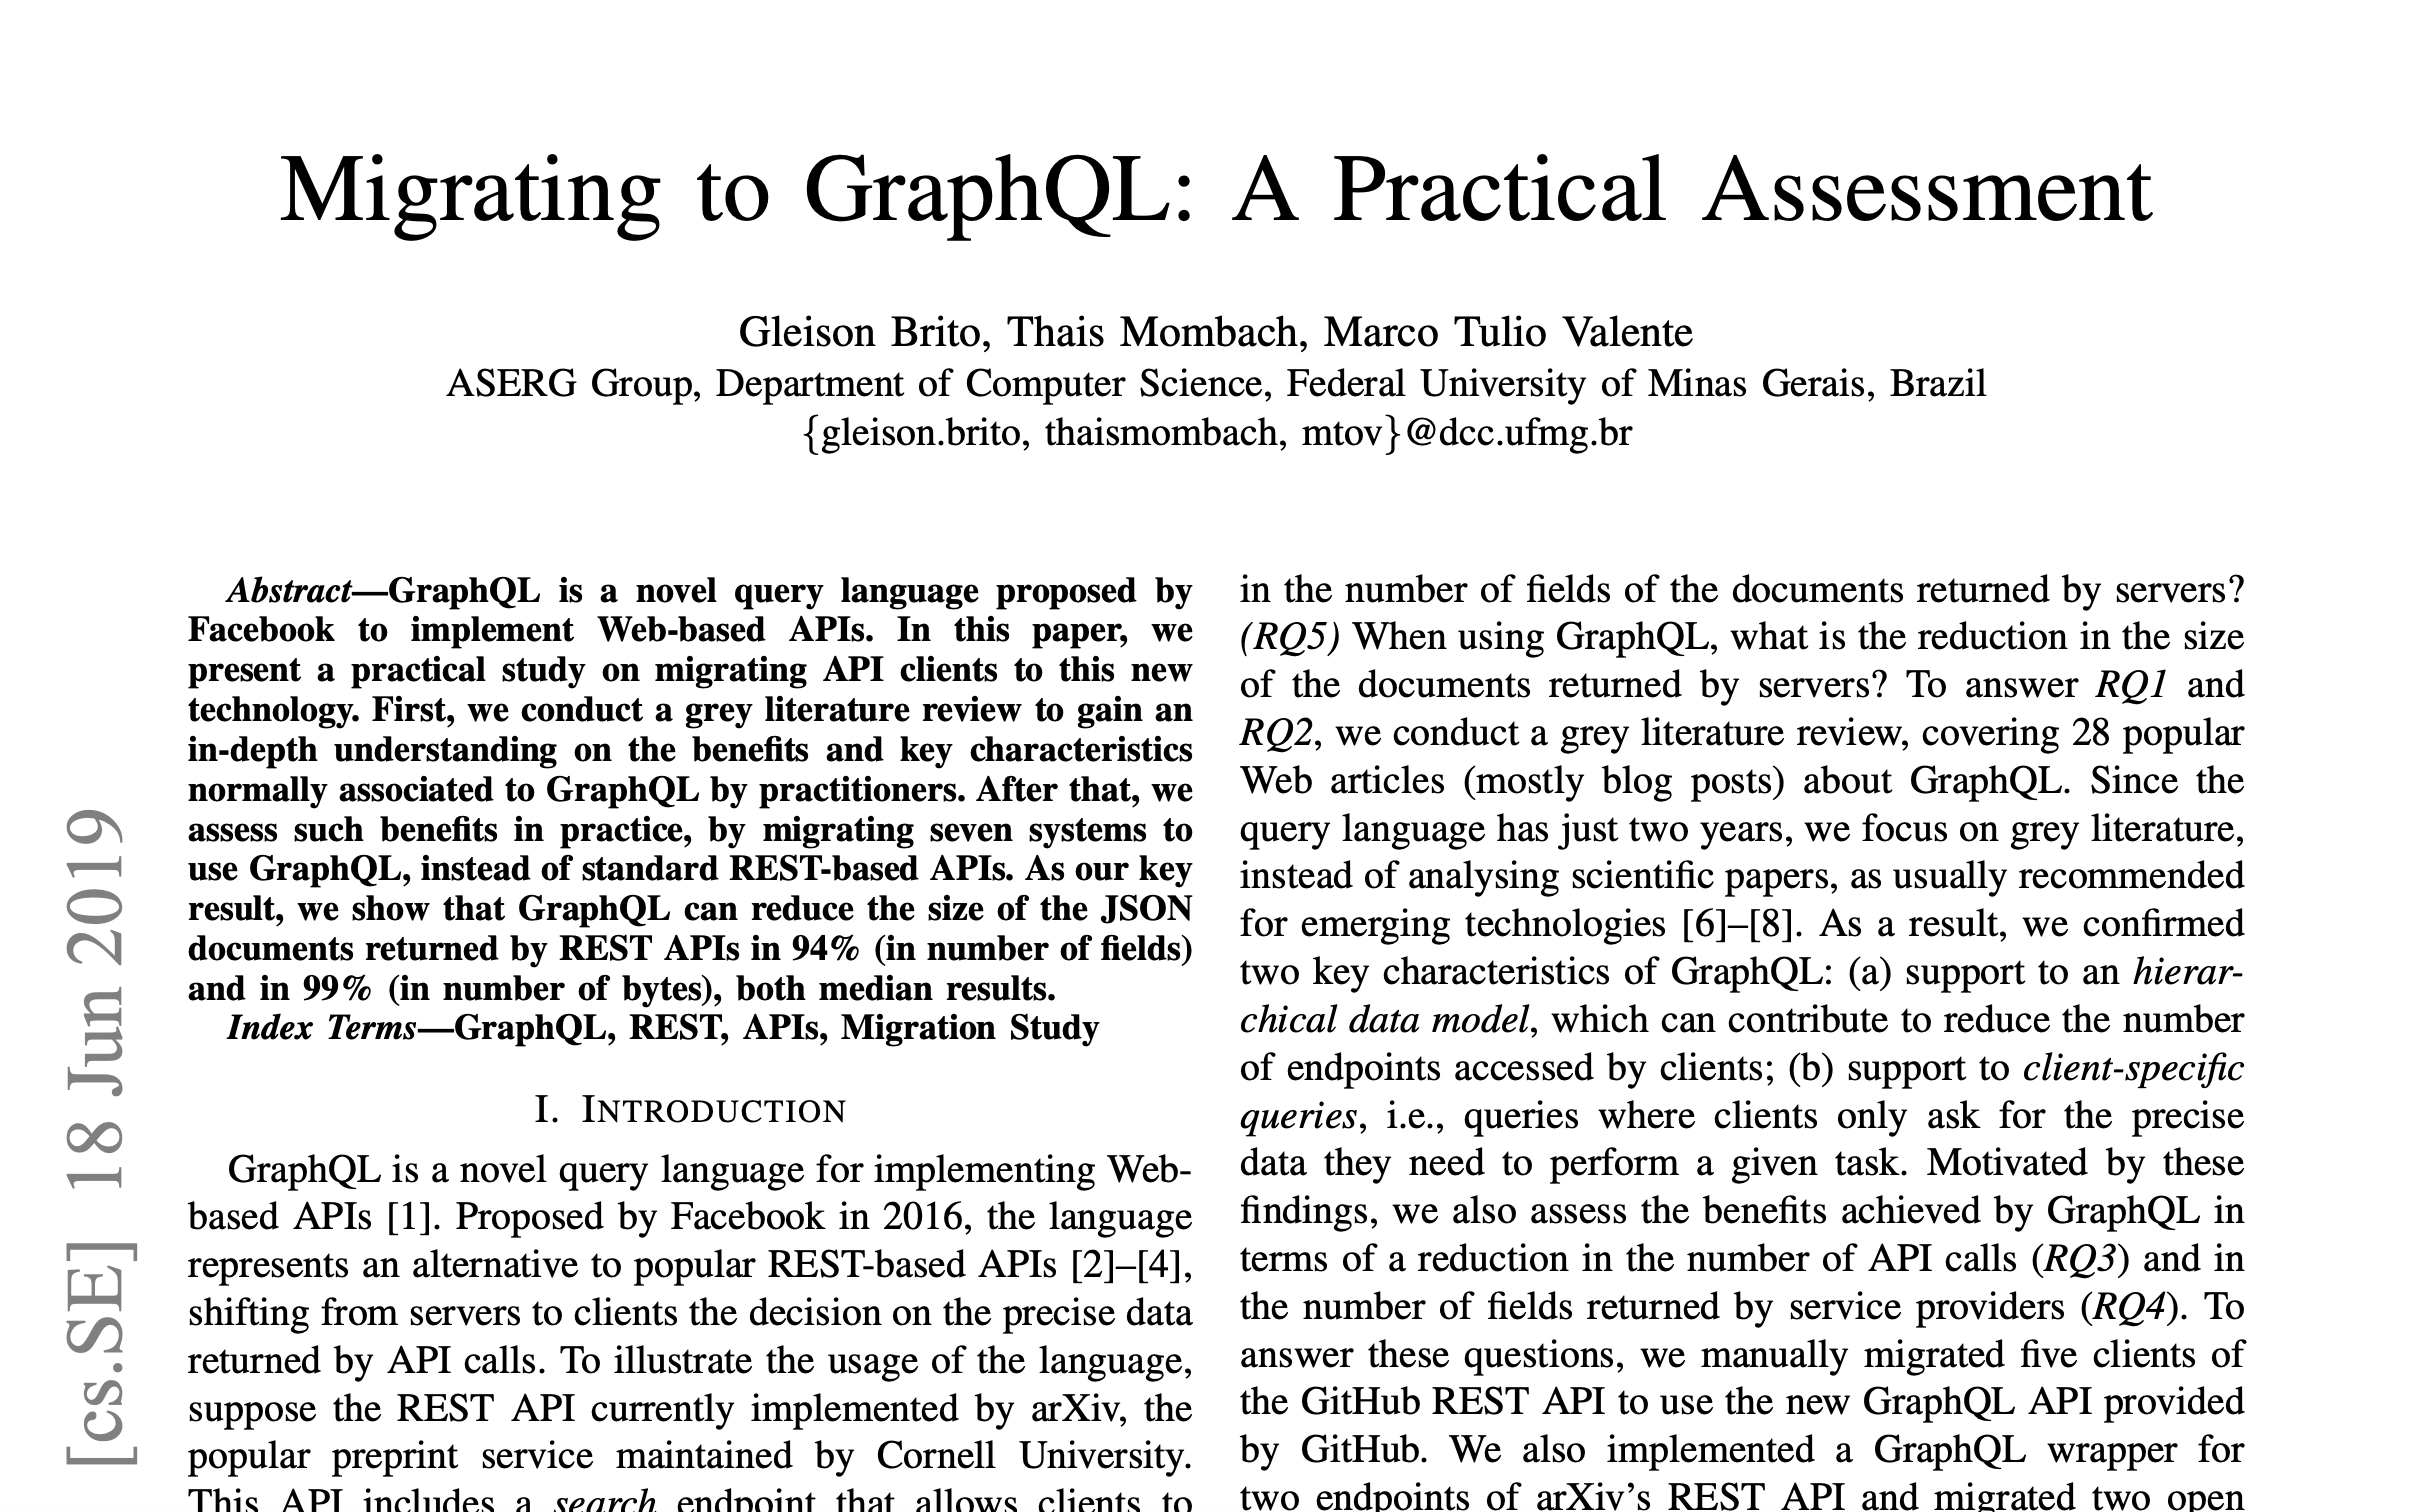 Migrating to GraphQL: A Practical Assessment
Gleison Brito, Thais Mombach, Marco Tulio Valente
ASERG Group, Department of Computer Science, Federal University of Minas Gerais, Brazil
{gleison.brito, thaismombach, mtov}@dcc.ufmg.br
Abstract—GraphQL is a novel query language proposed by
Facebook to implement Web-based APIs. In this paper, we
present a practical study on migrating API clients to this new
technology. First, we conduct a grey literature review to gain an
in-depth understanding on the benefits and key characteristics
normally associated to GraphQL by practitioners. After that, we
assess such benefits in practice, by migrating seven systems to
use GraphQL, instead of standard REST-based APIs. As our key
result, we show that GraphQL can reduce the size of the JSON
documents returned by REST APIs in 94% (in number of fields)
and in 99% (in number of bytes), both median results.
Index Terms—GraphQL, REST, APIs, Migration Study
I. INTRODUCTION
GraphQL is a novel query language for implementing Web-
based APIs [1]. Proposed by Facebook in 2016, the language
represents an alternative to popular REST-based APIs [2]–[4],
shifting from servers to clients the decision on the precise data
returned by API calls. To illustrate the usage of the language,
suppose the REST API currently implemented by arXiv, the
popular preprint service maintained by Cornell University.
This API includes a search endpoint that allows clients to
in the number of fields of the documents returned by servers?
(RQ5) When using GraphQL, what is the reduction in the size
of the documents returned by servers? To answer RQ1 and
RQ2, we conduct a grey literature review, covering 28 popular
Web articles (mostly blog posts) about GraphQL. Since the
query language has just two years, we focus on grey literature,
instead of analysing scientific papers, as usually recommended
for emerging technologies [6]–[8]. As a result, we confirmed
two key characteristics of GraphQL: (a) support to an hierar-
chical data model, which can contribute to reduce the number
of endpoints accessed by clients; (b) support to client-specific
queries, i.e., queries where clients only ask for the precise
data they need to perform a given task. Motivated by these
findings, we also assess the benefits achieved by GraphQL in
terms of a reduction in the number of API calls (RQ3) and in
the number of fields returned by service providers (RQ4). To
answer these questions, we manually migrated five clients of
the GitHub REST API to use the new GraphQL API provided
by GitHub. We also implemented a GraphQL wrapper for
two endpoints of arXiv's REST API and migrated two open
[cs.SE] 18 Jun 2019